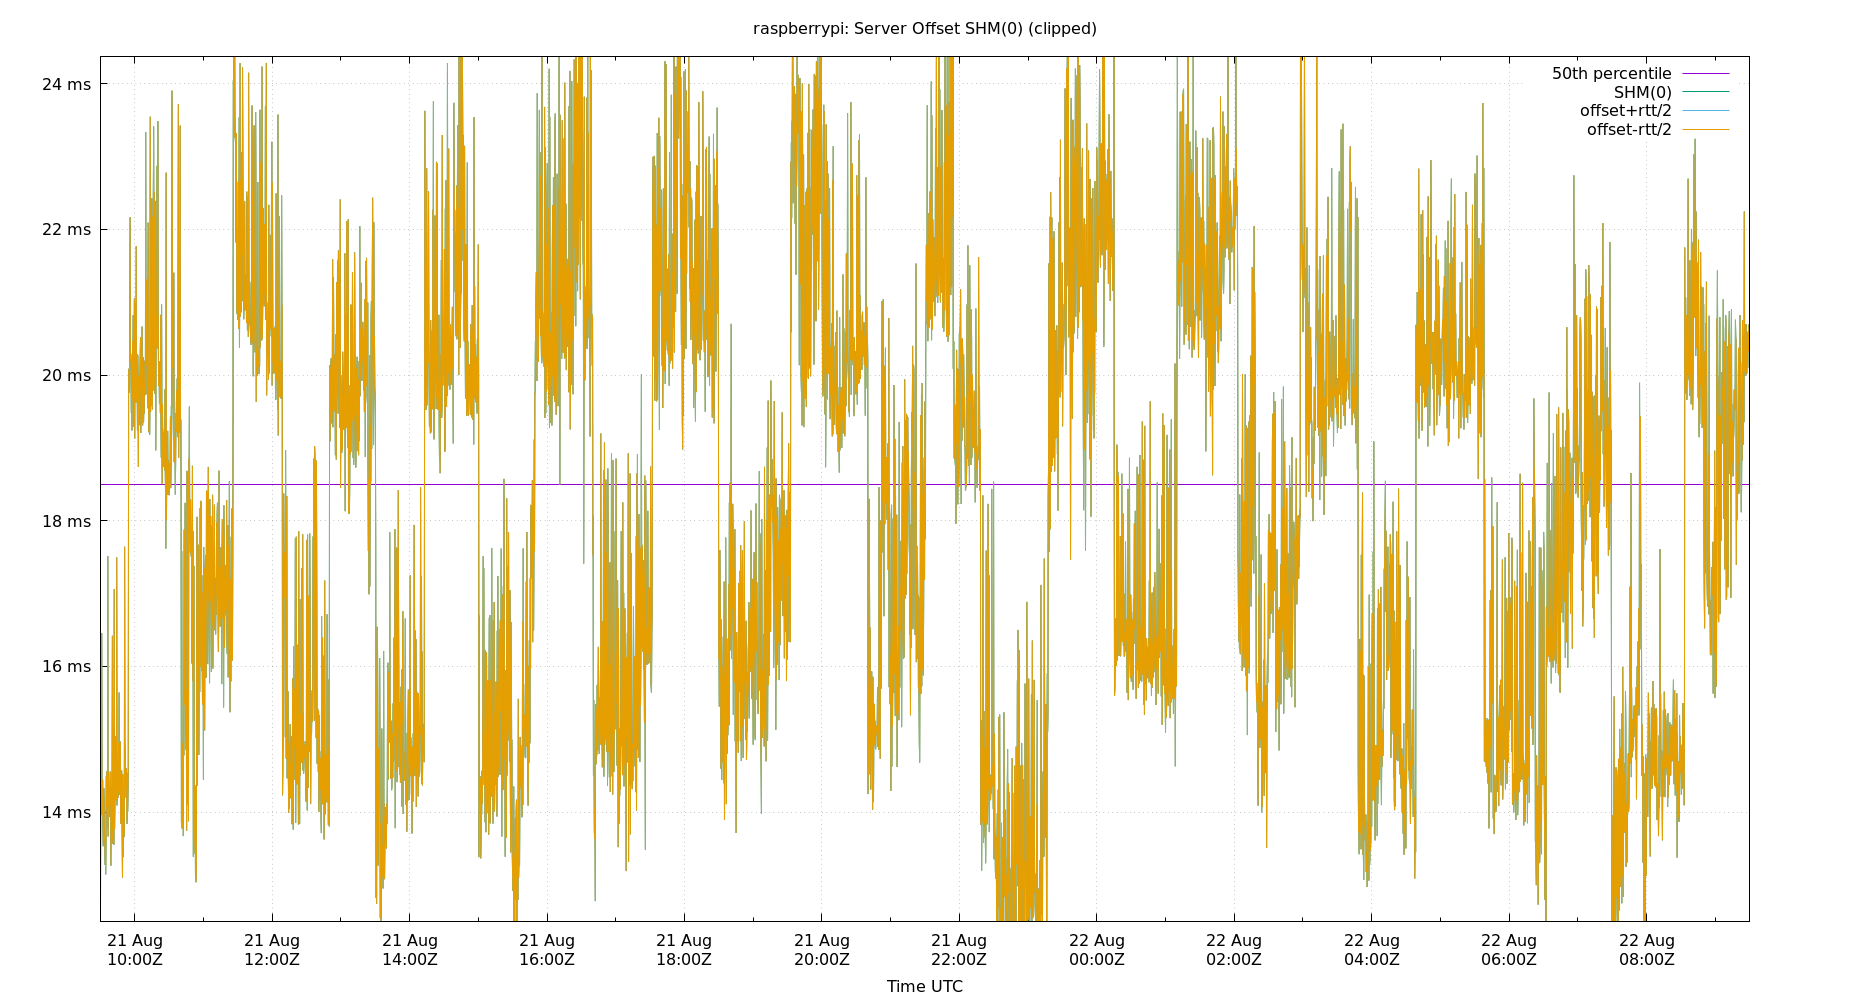 raspberrypi: Server Offset SHM(0) (clipped)
50th percentile
SHM(0)
offset+rtt/2
offset-rtt/2
24 ms
22 ms
20 ms
18 ms
16 ms
14 ms
21 Aug 21 Aug 21 Aug 21 Aug 21 Aug 21 Aug 21 Aug 22 Aug 22 Aug 22 Aug 22 Aug 22 Aug
10:00Z 12:00Z 14:00Z 16:00Z 18:00Z 20:00Z 22:00Z 00:00Z 02:00Z 04:00Z 06:00Z 08:00Z
Time UTC